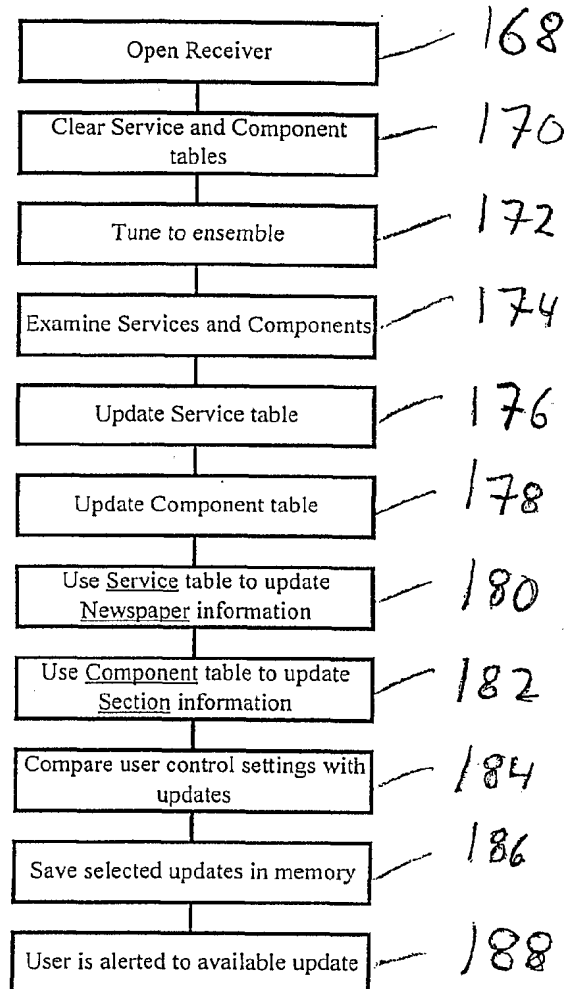 Open Receiver
168
Clear Service and Component
tables
170
Tune to ensemble
172
Examine Services and Components
174
Update Service table
176
Update Component table
178
Use Service table to update
Newspaper information
180
Use Component table to update
Section information
182
Compare user control settings with
updates
184
Save selected updates in memory
186
User is alerted to available update
188